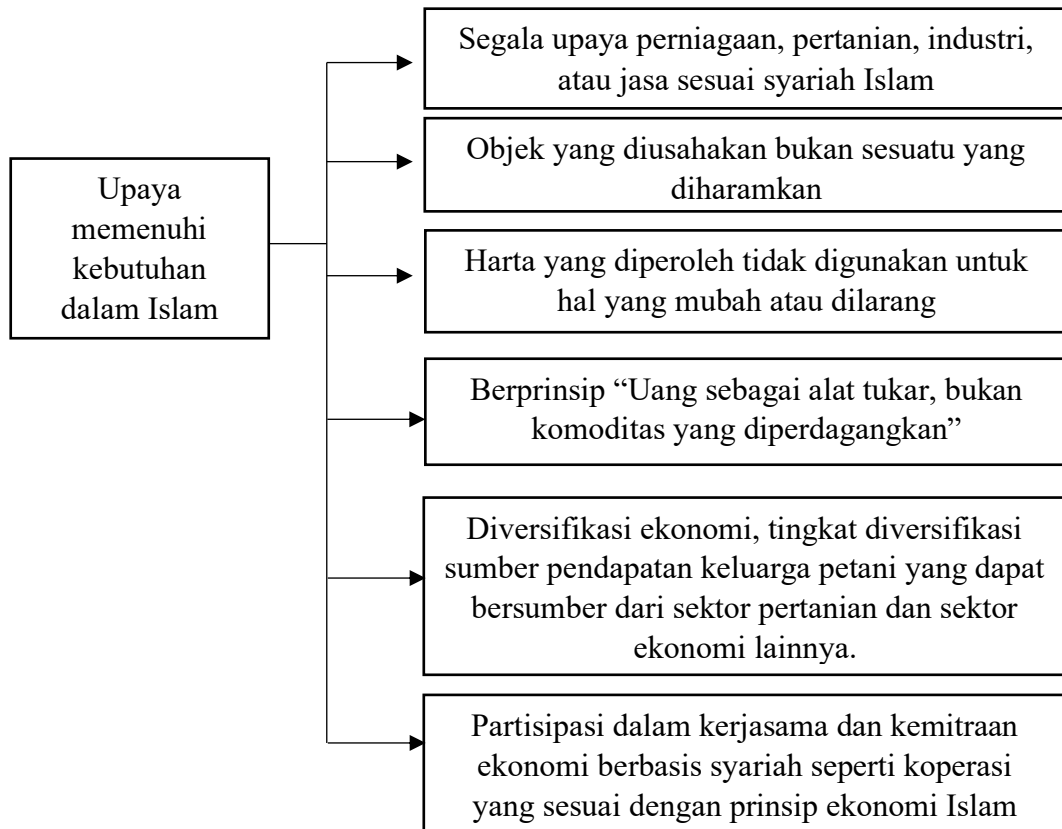 Upaya
memenuhi
kebutuhan
dalam Islam
Segala upaya perniagaan, pertanian, industri,
atau jasa sesuai syariah Islam
Objek yang diusahakan bukan sesuatu yang
diharamkan
Harta yang diperoleh tidak digunakan untuk
hal yang mubah atau dilarang
Berprinsip “Uang sebagai alat tukar, bukan
komoditas yang diperdagangkan”
Diversifikasi ekonomi, tingkat diversifikasi
sumber pendapatan keluarga petani yang dapat
bersumber dari sektor pertanian dan sektor
ekonomi lainnya.
Partisipasi dalam kerjasama dan kemitraan
ekonomi berbasis syariah seperti koperasi
yang sesuai dengan prinsip ekonomi Islam